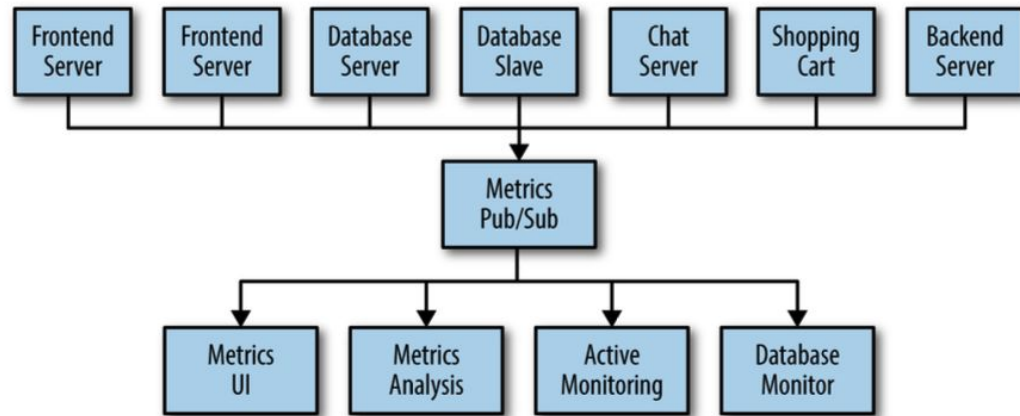 Frontend
Server
Frontend
Server
Database
Server
Database
Slave
Chat
Server
Shopping
Cart
Backend
Server
Metrics
Pub/Sub
Metrics
UI
Metrics
Analysis
Active
Monitoring
Database
Monitor